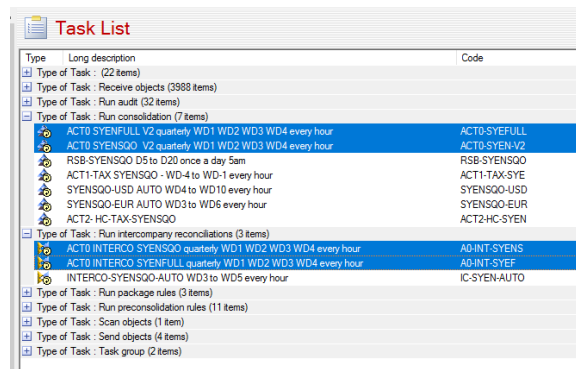 Task List
Type Long description Code
Type of Task : (22 items)
Type of Task : Receive objects (3988 items)
Type of Task : Run audit (32 items)
Type of Task : Run consolidation (7 items)
ACT0 SYENFULL V2 quarterly WD1 WD2 WD3 WD4 every hour ACT0-SYEFULL
ACT0 SYENSQO V2 quarterly WD1 WD2 WD3 WD4 every hour ACT0-SYEN-V2
RSB-SYENSQO D5 to D20 once a day 5am RSB-SYENSQO
ACT1-TAX SYENSQO - WD-4 to WD-1 every hour ACT1-TAX-SYE
SYENSQO-USD AUTO WD4 to WD10 every hour SYENSQO-USD
SYENSQO-EUR AUTO WD3 to WD6 every hour SYENSQO-EUR
ACT2- HC-TAX-SYENSQO ACT2-HC-SYEN
Type of Task : Run intercompany reconciliations (3 items)
ACT0 INTERCO SYENSQO quarterly WD1 WD2 WD3 WD4 every hour A0-INT-SYENS
ACT0 INTERCO SYENFULL quarterly WD1 WD2 WD3 WD4 every hour A0-INT-SYEF
INTERCO-SYENSQO-AUTO WD3 to WD5 every hour IC-SYEN-AUTO
Type of Task : Run package rules (3 items)
Type of Task : Run preconsolidation rules (11 items)
Type of Task : Scan objects (1 item)
Type of Task : Send objects (4 items)
Type of Task : Task group (2 items)